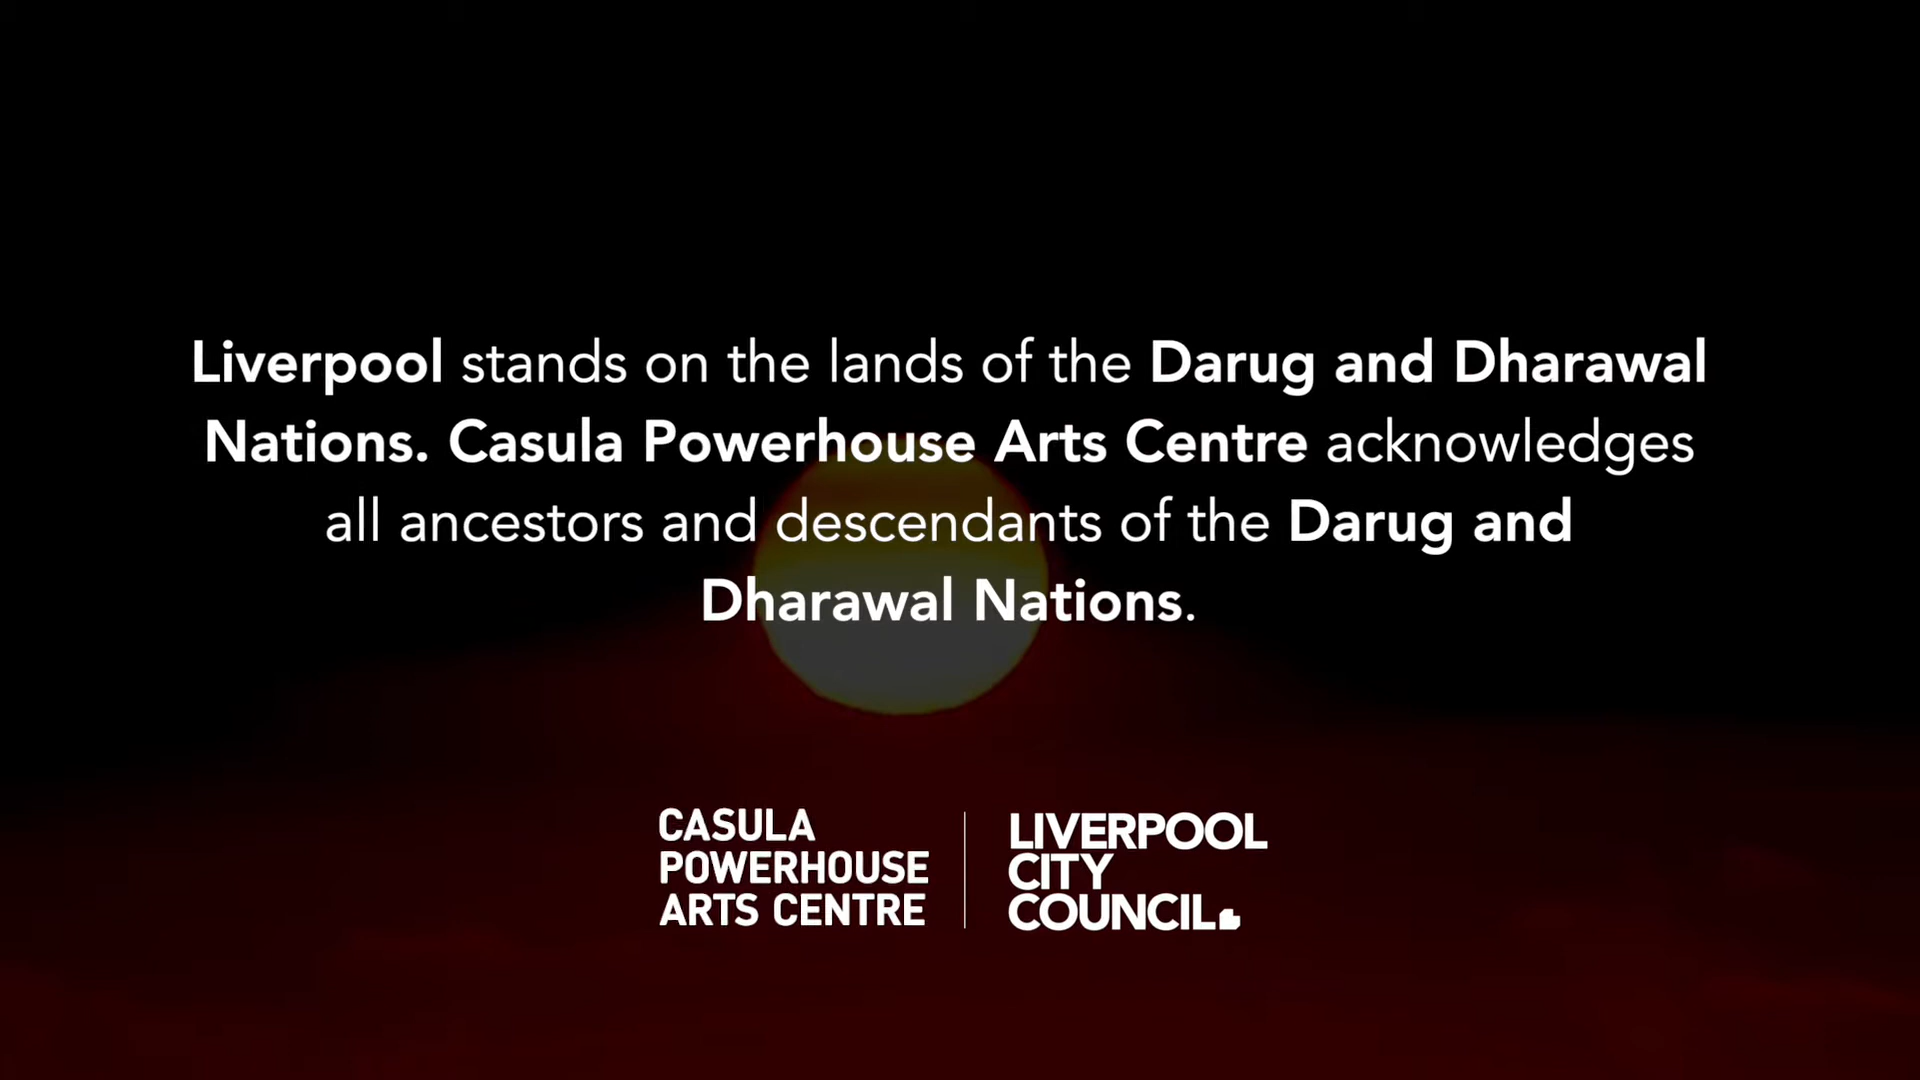 Liverpool stands on the lands of the Darug and Dharawal
Nations. Casula Powerhouse Arts Centre acknowledges
all ancestors and descendants of the Darug and
Dharawal Nations.
CASULA
POWERHOUSE
ARTS CENTRE
LIVERPOOL
CITY
COUNCIL